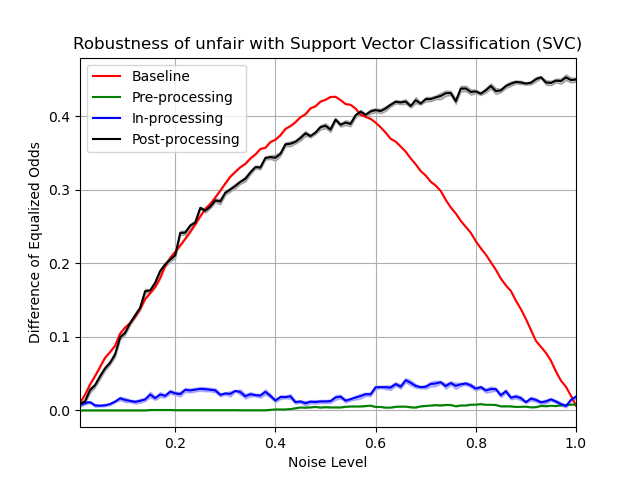 Robustness of unfair with Support Vector Classification (SVC)
Baseline
Pre-processing
In-processing
Post-processing
Difference of Equalized Odds
0.4
0.3
0.2
0.1
0.0
0.2
0.4
0.6
0.8
1.0
Noise Level